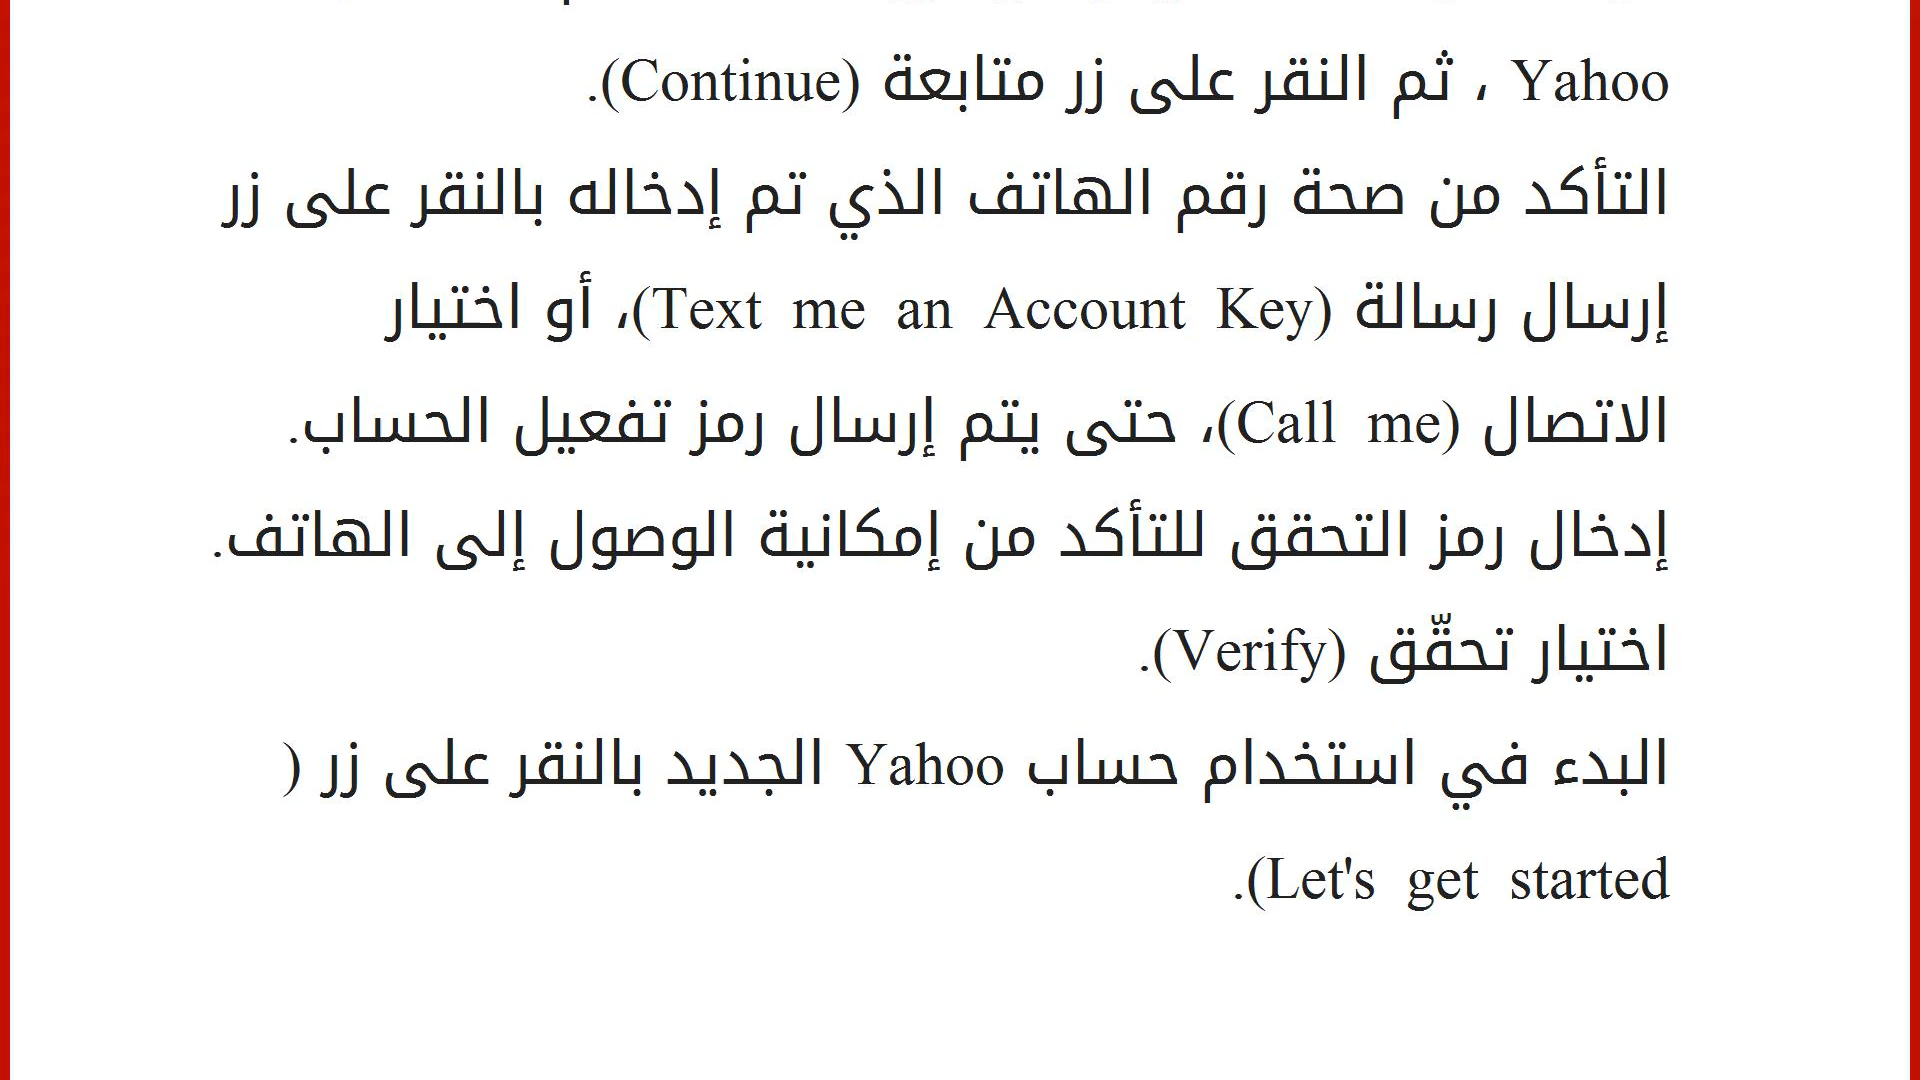 Yahoo ، ثم النقر على زر متابعة (Continue).
التأكد من صحة رقم الهاتف الذي تم إدخاله بالنقر على زر
إرسال رسالة (Text me an Account Key)، أو اختيار
الاتصال (Call me)، حتى يتم إرسال رمز تفعيل الحساب.
إدخال رمز التحقق للتأكد من إمكانية الوصول إلى الهاتف.
اختيار تحقّق (Verify).
البدء في استخدام حساب Yahoo الجديد بالنقر على زر (
Let's get started).